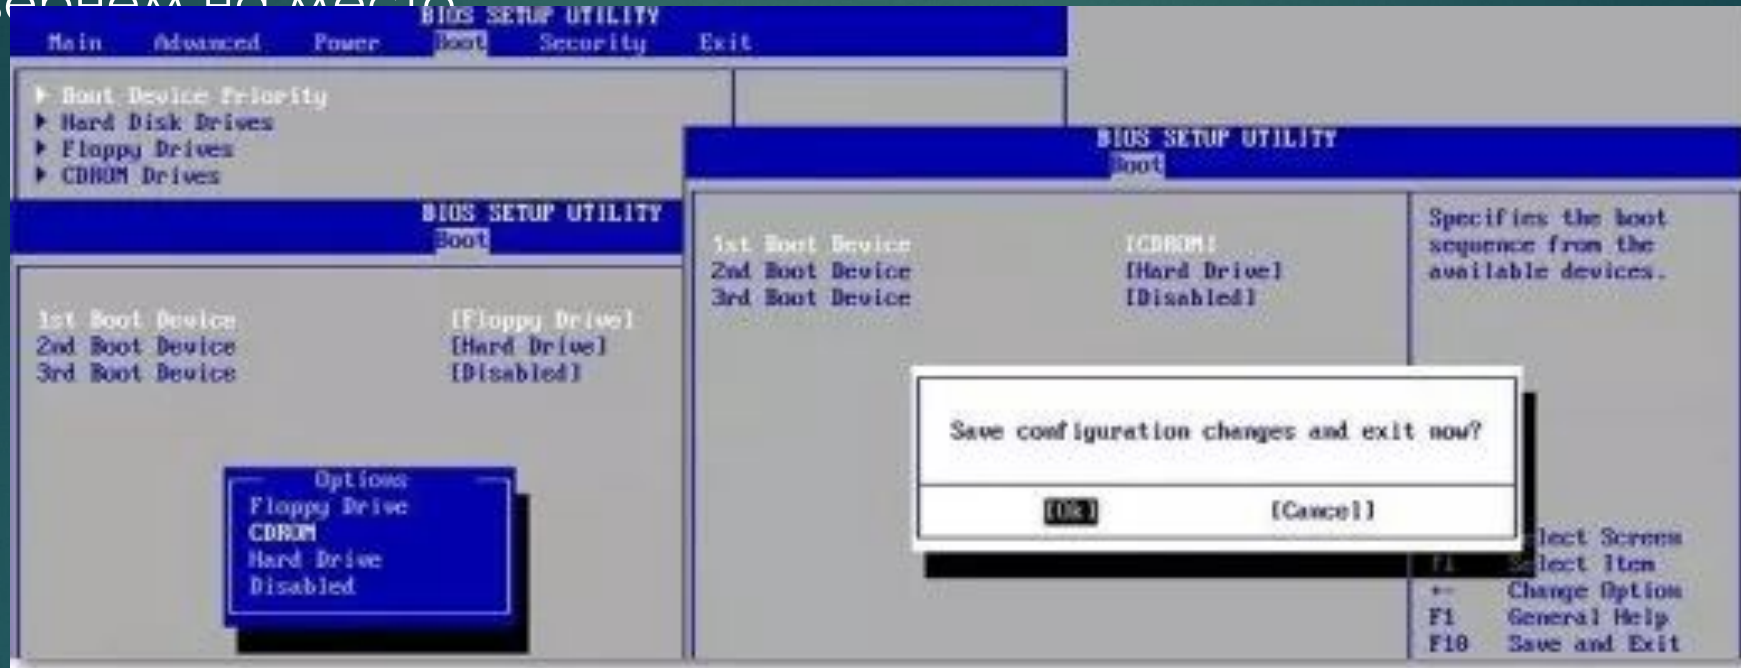 вернем на место
BIOS SETUP UTILITY
Main Advanced Power Boot Security Exit
Boot Device Priority
Hard Disk Drives
Floppy Drives
CDROM Drives
BIOS SETUP UTILITY
Boot
1st Boot Device [Floppy Drive]
2nd Boot Device [Hard Drive]
3rd Boot Device [Disabled]
Options
Floppy Drive
CDROM
Hard Drive
Disabled
BIOS SETUP UTILITY
Boot
1st Boot Device [CDROM]
2nd Boot Device [Hard Drive]
3rd Boot Device [Disabled]
Specifies the boot
sequence from the
available devices.
Save configuration changes and exit now?
[Ok] [Cancel]
lect Screen
Select Item
+- Change Option
F1 General Help
F10 Save and Exit